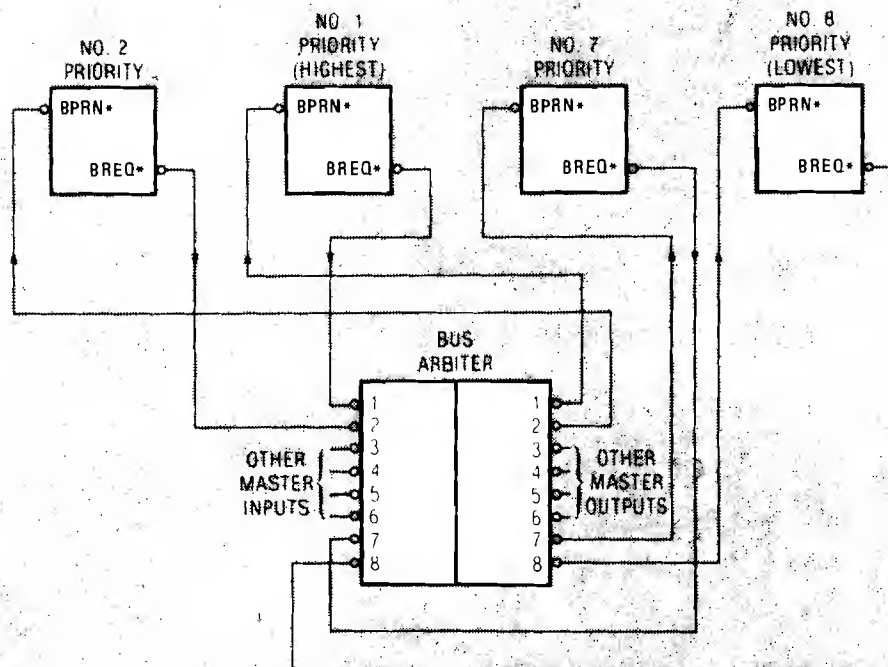 NO. 2
PRIORITY
BPRN*
BREQ*
NO. 1
PRIORITY
(HIGHEST)
BPRN*
BREQ*
NO. 7
PRIORITY
BPRN*
BREQ*
NO. 8
PRIORITY
(LOWEST)
BPRN*
BREQ*
BUS
ARBITER
1
2
3
4
5
6
7
8
OTHER
MASTER
INPUTS
1
2
3
4
5
6
7
8
OTHER
MASTER
OUTPUTS